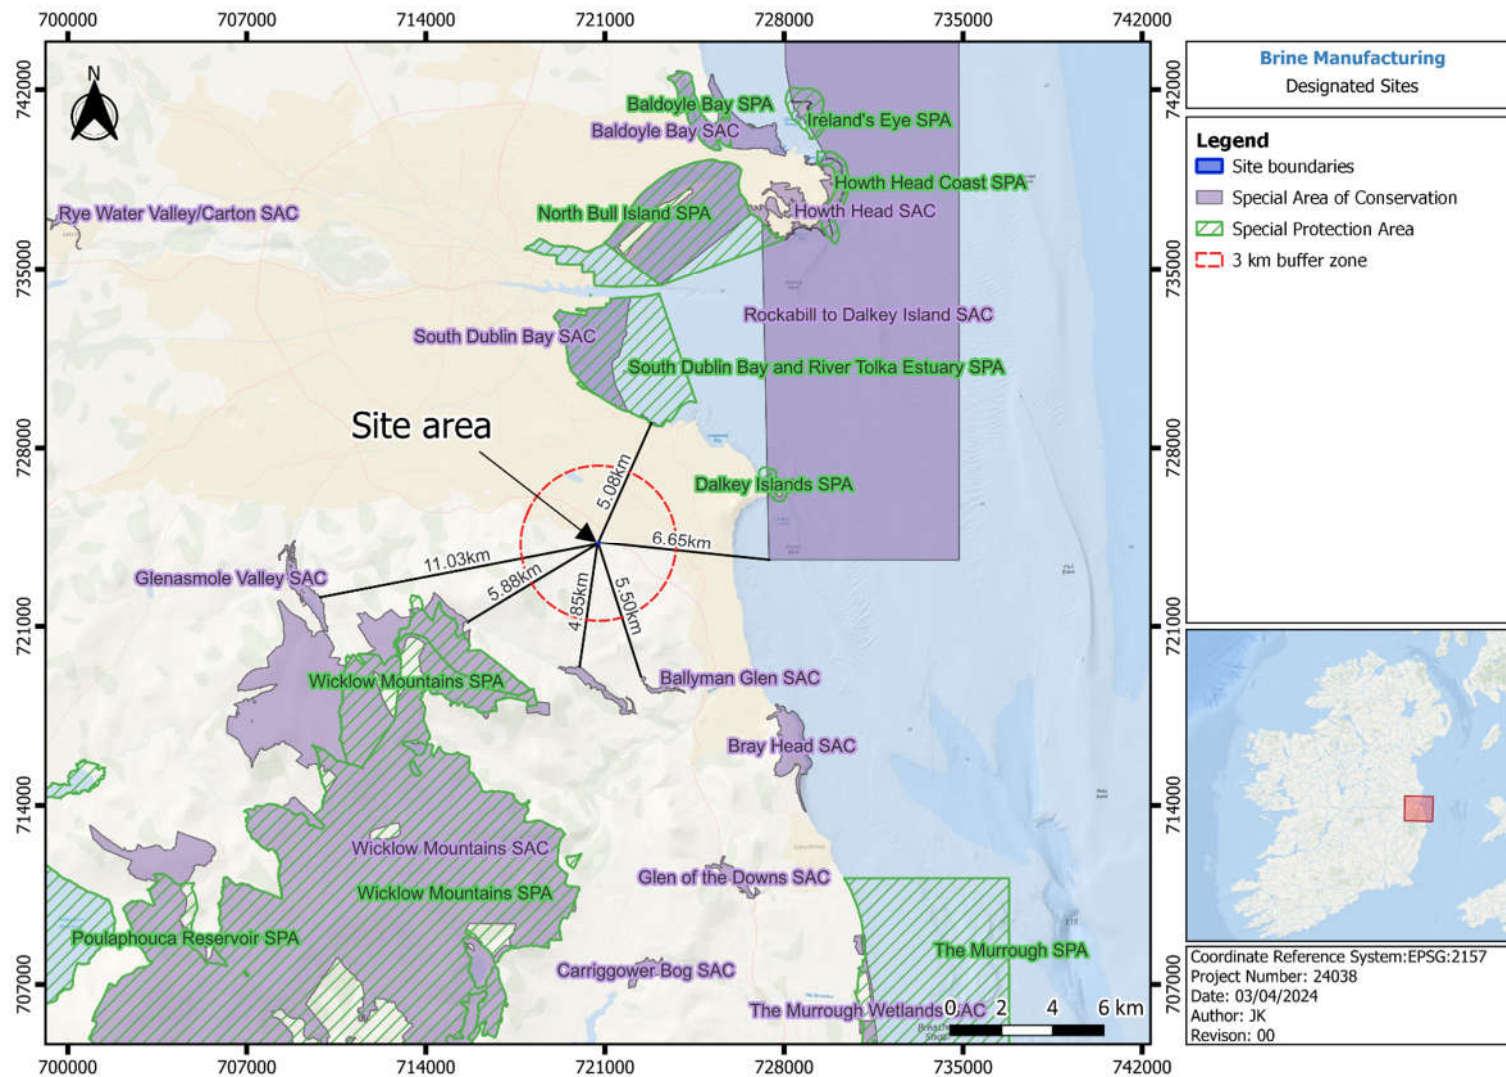 700000 707000 714000 721000 728000 735000 742000
Brine Manufacturing
Designated Sites
Legend
Site boundaries
Special Area of Conservation
Special Protection Area
3 km buffer zone
N
742000 742000
735000 735000
728000 728000
721000 721000
714000 714000
707000 707000
Baldoyle Bay SPA
Ireland's Eye SPA
Baldoyle Bay SAC
Howth Head Coast SPA
Rye Water Valley/Carton SAC
North Bull Island SPA
Howth Head SAC
Rockabill to Dalkey Island SAC
South Dublin Bay SAC
South Dublin Bay and River Tolka Estuary SPA
Site area
Dalkey Islands SPA
5.08km
6.65km
11.03km
5.88km
4.85km
5.50km
Glenasmole Valley SAC
Wicklow Mountains SPA
Ballyman Glen SAC
Bray Head SAC
Wicklow Mountains SAC
Glen of the Downs SAC
Wicklow Mountains SPA
Poulaphouca Reservoir SPA
The Murrough SPA
Carriggower Bog SAC
The Murrough Wetlands SAC
0 2 4 6 km
700000 707000 714000 721000 728000 735000 742000
Coordinate Reference System:EPSG:2157
Project Number: 24038
Date: 03/04/2024
Author: JK
Revison: 00